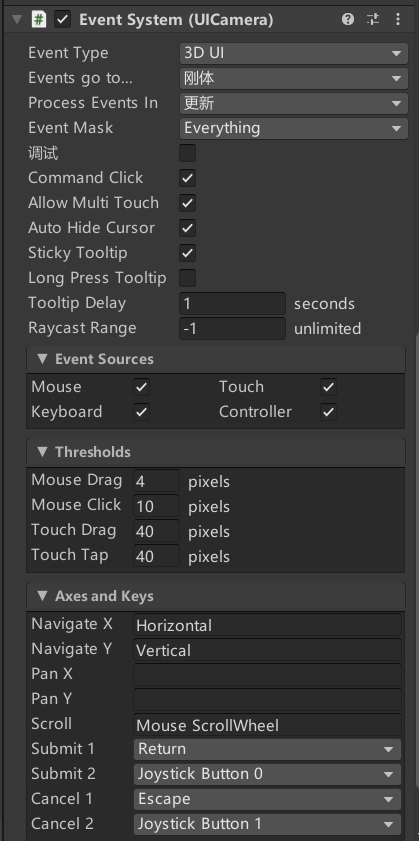 Event System (UICamera)
Event Type 3D UI
Events go to... 刚体
Process Events In 更新
Event Mask Everything
调试
Command Click
Allow Multi Touch
Auto Hide Cursor
Sticky Tooltip
Long Press Tooltip
Tooltip Delay 1 seconds
Raycast Range -1 unlimited
Event Sources
Mouse Touch
Keyboard Controller
Thresholds
Mouse Drag 4 pixels
Mouse Click 10 pixels
Touch Drag 40 pixels
Touch Tap 40 pixels
Axes and Keys
Navigate X Horizontal
Navigate Y Vertical
Pan X
Pan Y
Scroll Mouse ScrollWheel
Submit 1 Return
Submit 2 Joystick Button 0
Cancel 1 Escape
Cancel 2 Joystick Button 1